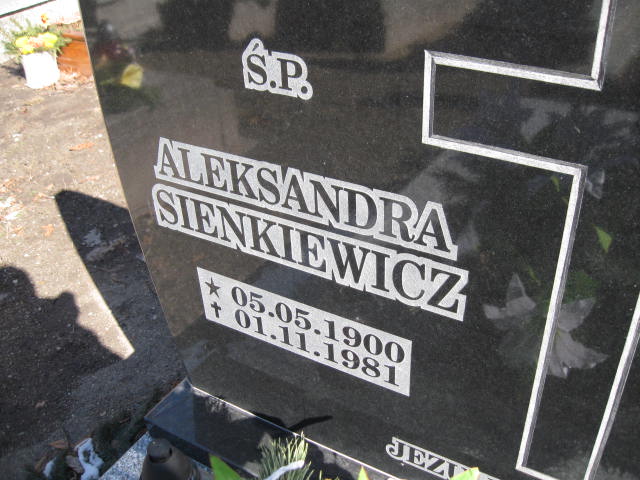 Ś.P.
ALEKSANDRA
SIENKIEWICZ
★ 05.05.1900
✝ 01.11.1981